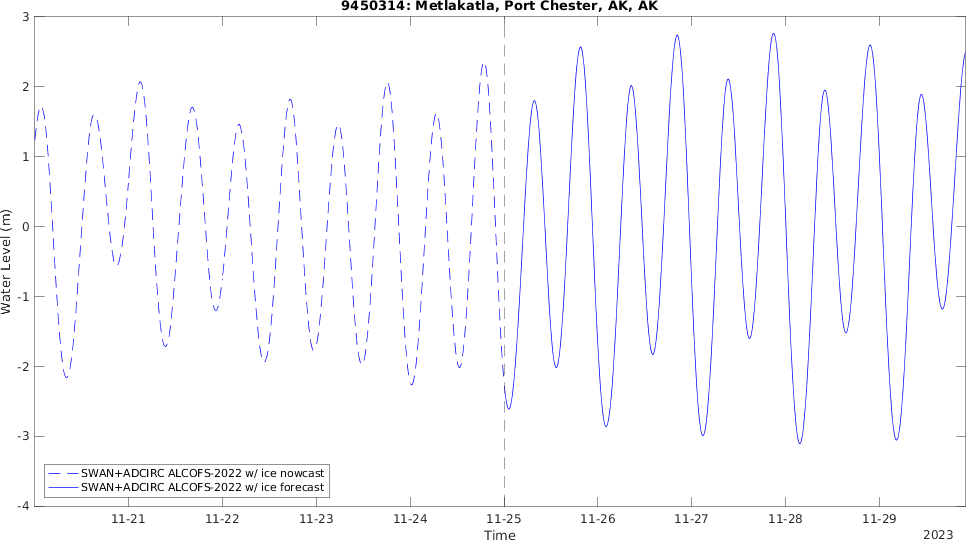 9450314: Metlakatla, Port Chester, AK, AK
Water Level (m)
3
2
1
0
-1
-2
-3
-4
SWAN+ADCIRC ALCOFS-2022 w/ ice nowcast
SWAN+ADCIRC ALCOFS-2022 w/ ice forecast
11-21 11-22 11-23 11-24 11-25 11-26 11-27 11-28 11-29
Time
2023